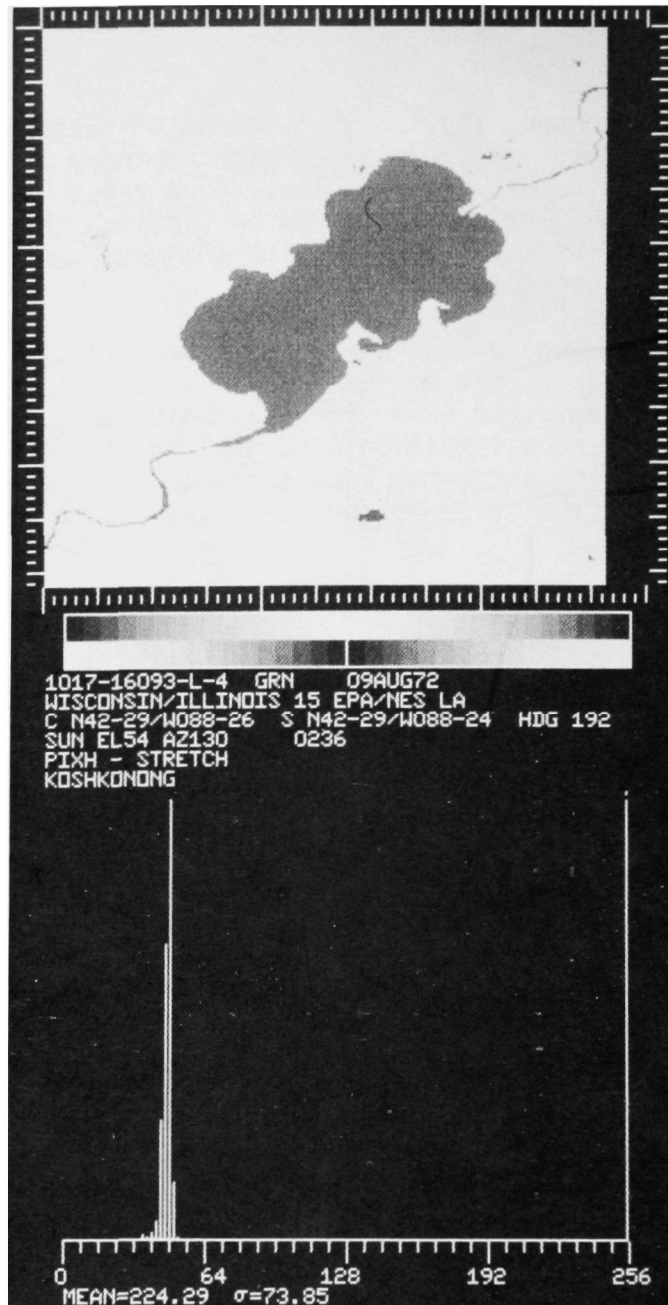 1017-16093-L-4 GRN 09AUG72
WISCONSIN/ILLINOIS 15 EPA/NES LA
C N42-29/W088-26 S N42-29/W088-24 HDG 192
SUN EL54 AZ130 0236
PIXH - STRETCH
KOSHKONONG
0 64 128 192 256
MEAN=224.29 σ=73.85